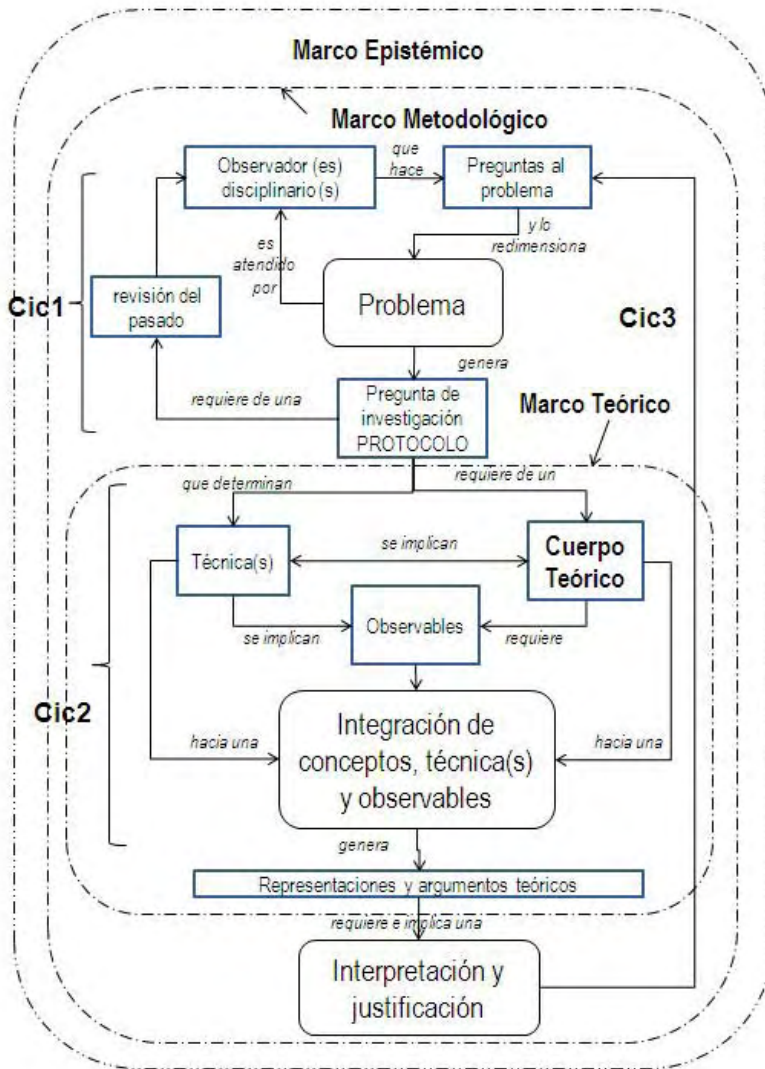 Marco Epistémico
Marco Metodológico
Observador (es)
disciplinario (s)
que
hace
Preguntas al
problema
es
atendido
por
y lo
redimensiona
Cic1
revisión del
pasado
Problema
Cic3
genera
requiere de una
Pregunta de
investigación
PROTOCOLO
Marco Teórico
que determinan
requiere de un
Técnica(s)
se implican
Cuerpo
Teórico
se implican
Observables
requiere
Cic2
hacia una
Integración de
conceptos, técnica(s)
y observables
hacia una
genera
Representaciones y argumentos teóricos
requiere e implica una
Interpretación y
justificación